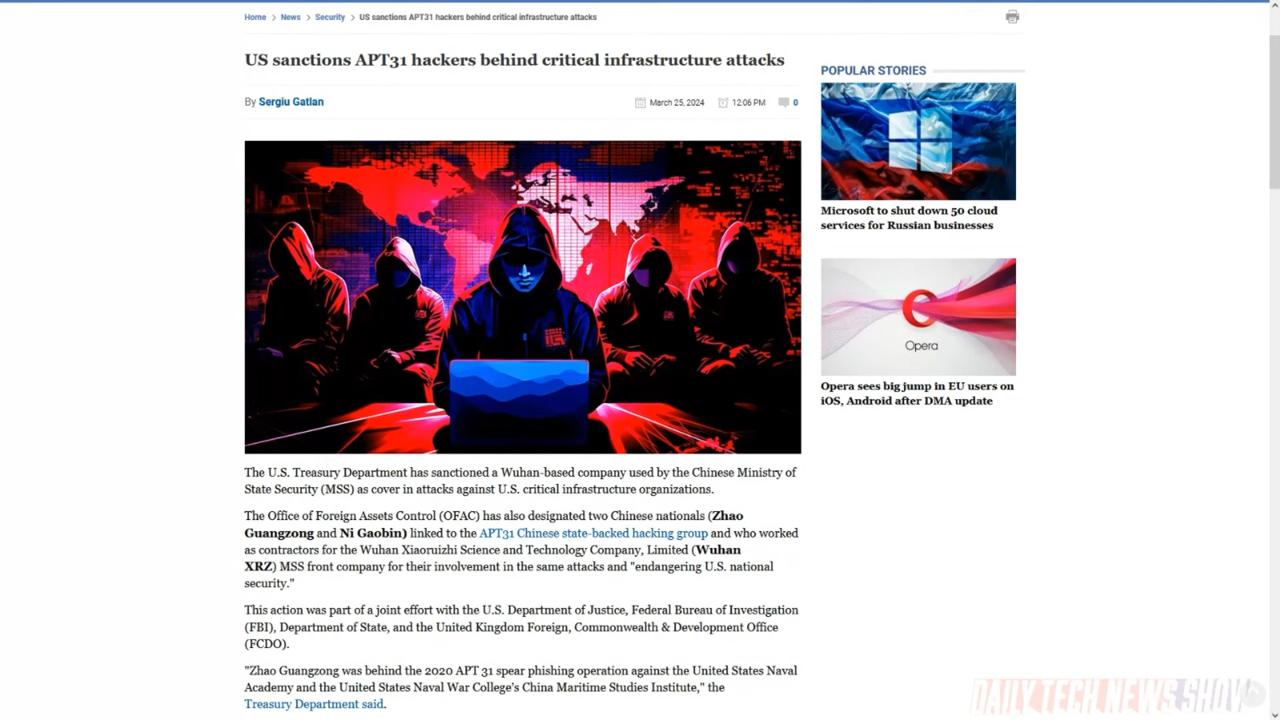 Home > News > Security > US sanctions APT31 hackers behind critical infrastructure attacks
US sanctions APT31 hackers behind critical infrastructure attacks
By Sergiu Gatlan
March 25, 2024
12:06 PM
0
The U.S. Treasury Department has sanctioned a Wuhan-based company used by the Chinese Ministry of
State Security (MSS) as cover in attacks against U.S. critical infrastructure organizations.
The Office of Foreign Assets Control (OFAC) has also designated two Chinese nationals (Zhao
Guangzong and Ni Gaobin) linked to the APT31 Chinese state-backed hacking group and who worked
as contractors for the Wuhan Xiaoruizhi Science and Technology Company, Limited (Wuhan
XRZ) MSS front company for their involvement in the same attacks and "endangering U.S. national
security."
This action was part of a joint effort with the U.S. Department of Justice, Federal Bureau of Investigation
(FBI), Department of State, and the United Kingdom Foreign, Commonwealth & Development Office
(FCDO).
"Zhao Guangzong was behind the 2020 APT 31 spear phishing operation against the United States Naval
Academy and the United States Naval War College's China Maritime Studies Institute," the
Treasury Department said.
POPULAR STORIES
Microsoft to shut down 50 cloud
services for Russian businesses
Opera
Opera sees big jump in EU users on
iOS, Android after DMA update
DAILY TECH NEWS SHOW